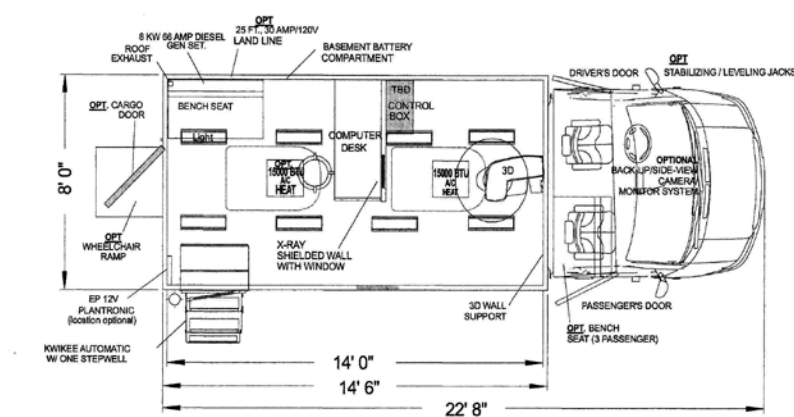 OPT
25 FT., 30 AMP/120V
LAND LINE
8 KW 66 AMP DIESEL
GEN SET.
ROOF
EXHAUST
BASEMENT BATTERY
COMPARTMENT
OPT
STABILIZING / LEVELING JACKS
DRIVER'S DOOR
OPT. CARGO
DOOR
BENCH SEAT
Light
TBD
CONTROL
BOX
COMPUTER
DESK
OPT.
15000 BTU
A/C
HEAT
15000 BTU
A/C
HEAT
3D
OPTIONAL
BACK UP/SIDE-VIEW
CAMERA/
MONITOR SYSTEM
8' 0"
OPT
WHEELCHAIR
RAMP
X-RAY
SHIELDED WALL
WITH WINDOW
EP 12V
PLANTRONIC
(location optional)
3D WALL
SUPPORT
PASSENGER'S DOOR
OPT. BENCH
SEAT (3 PASSENGER)
KWIKEE AUTOMATIC
W/ ONE STEPWELL
14' 0"
14' 6"
22' 8"